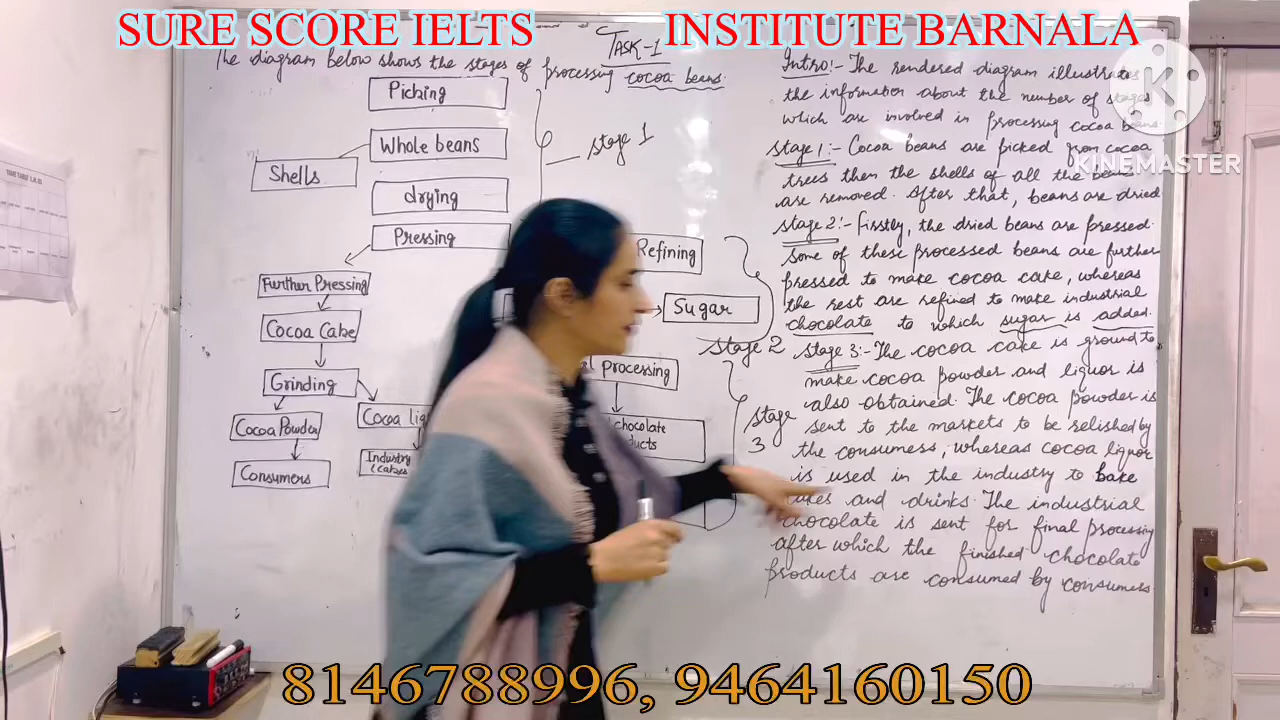 SURE SCORE IELTS INSTITUTE BARNALA
TASK-1
The diagram below shows the stages of processing cocoa beans.
Picking
Whole beans
Shells
drying
Pressing
Further Pressing
Cocoa Cake
Grinding
Cocoa Powder
Consumers
Cocoa
Industry
stage 1
Refining
Sugar
stage 2
processing
chocolate
stage
3
Intro:- The rendered diagram illustrates
the information about the number of stages
which are involved in processing cocoa beans.
stage 1:- Cocoa beans are picked from cocoa
trees then the shells of all the beans
are removed. After that, beans are dried
stage 2:- Firstly, the dried beans are pressed.
Some of these processed beans are further
pressed to make cocoa cake, whereas
the rest are refined to make industrial
chocolate to which sugar is added.
stage 3:- The cocoa cake is ground to
make cocoa powder and liquor is
also obtained. The cocoa powder is
sent to the markets to be relished by
the consumers, whereas cocoa liquor
is used in the industry to bake
cakes and drinks. The industrial
chocolate is sent for final processing
after which the finished chocolate
products are consumed by consumers
KINEMASTER
8146788996, 9464160150